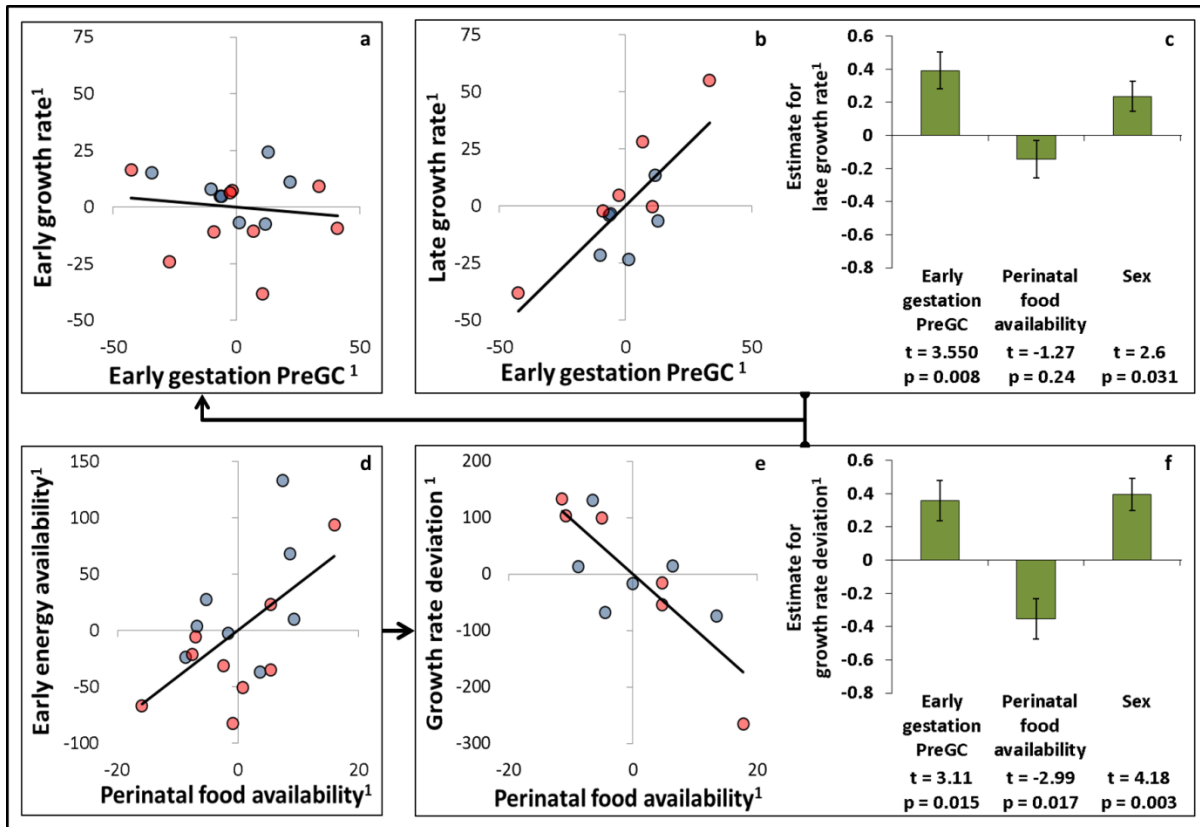 a
Early growth rate¹
75
50
25
0
-25
-50
-50
0
50
Early gestation PreGC ¹
b
Late growth rate¹
75
50
25
0
-25
-50
-50
0
50
Early gestation PreGC ¹
c
Estimate for
late growth rate¹
0.6
0.4
0.2
0
-0.2
-0.4
-0.6
-0.8
Early
gestation
PreGC
Perinatal
food
availability
Sex
t = 3.550 t = -1.27 t = 2.6
p = 0.008 p = 0.24 p = 0.031
d
Early energy availability¹
150
100
50
0
-50
-100
-20
0
20
Perinatal food availability¹
e
Growth rate deviation ¹
200
100
0
-100
-200
-300
-20
0
20
Perinatal food availability¹
f
Estimate for
growth rate deviation¹
0.6
0.4
0.2
0
-0.2
-0.4
-0.6
-0.8
Early
gestation
PreGC
Perinatal
food
availability
Sex
t = 3.11 t = -2.99 t = 4.18
p = 0.015 p = 0.017 p = 0.003